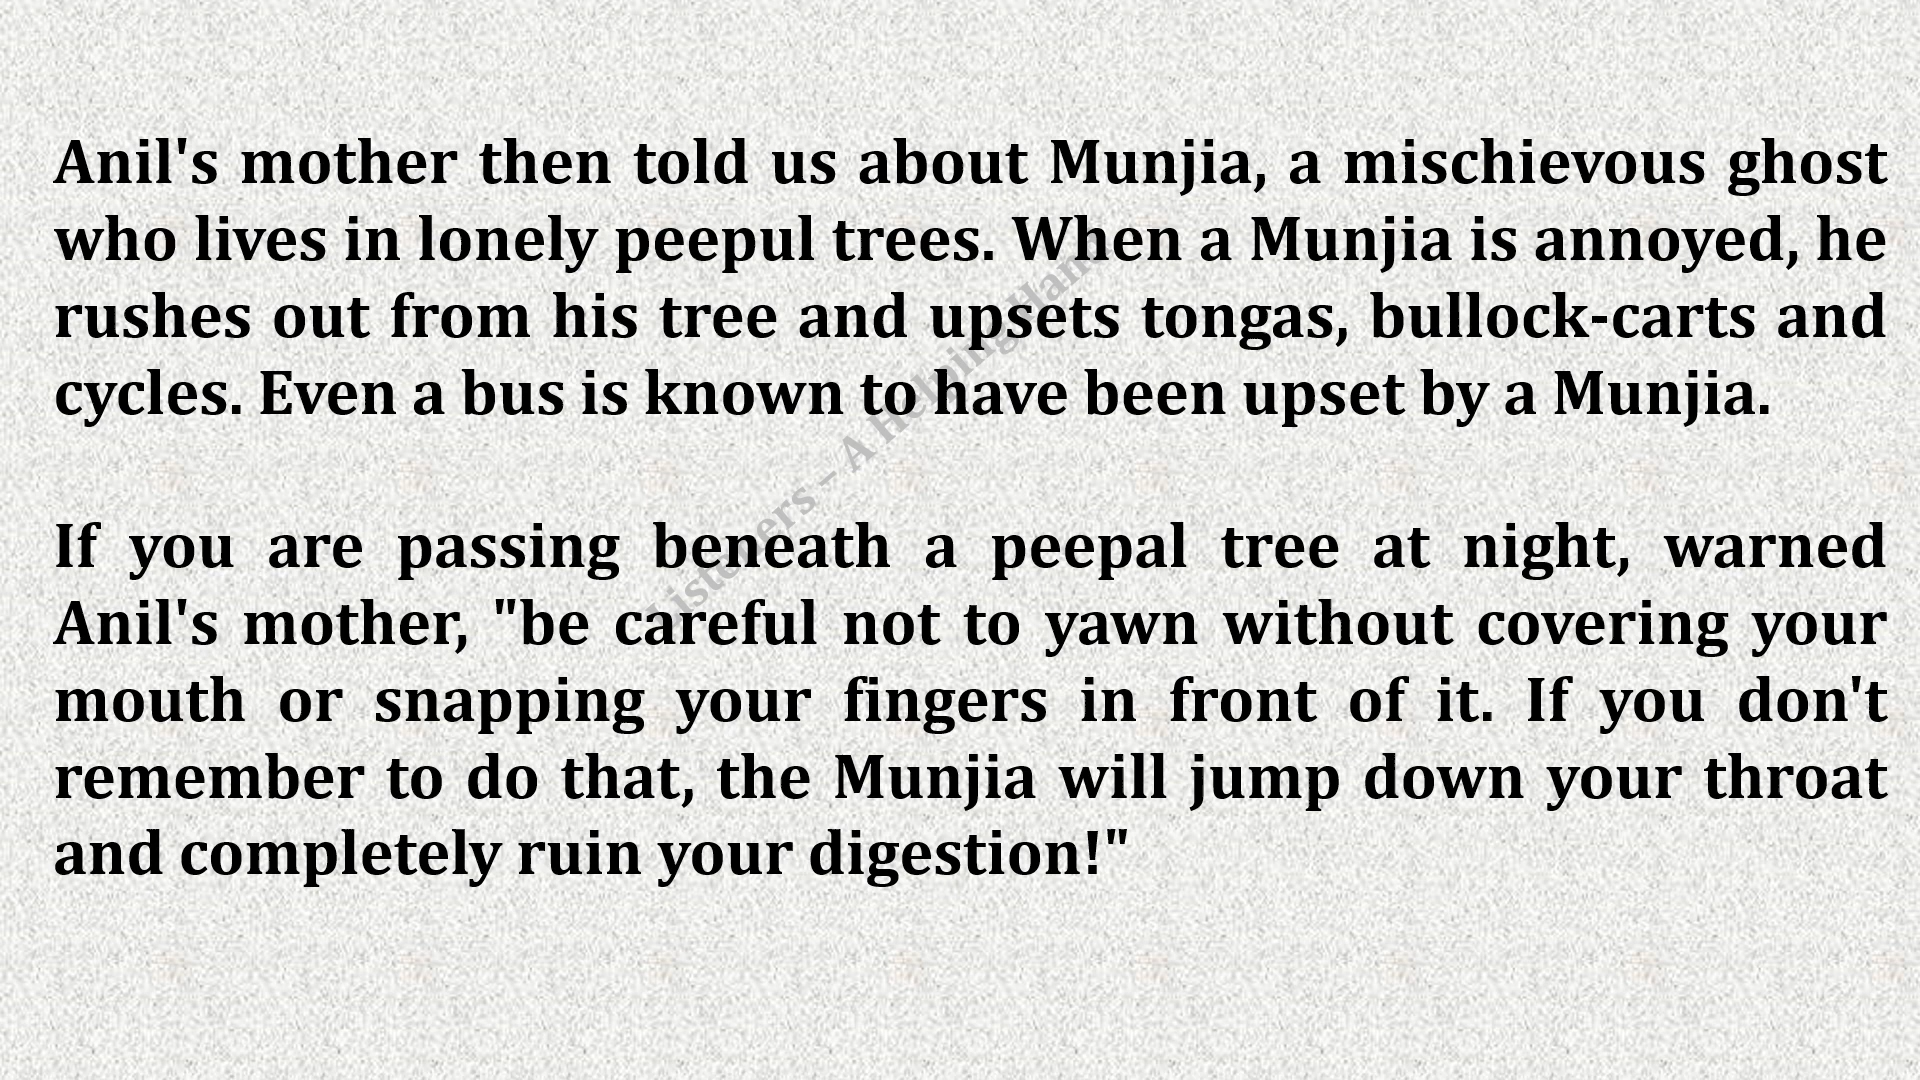 Anil's mother then told us about Munjia, a mischievous ghost
who lives in lonely peepul trees. When a Munjia is annoyed, he
rushes out from his tree and upsets tongas, bullock-carts and
cycles. Even a bus is known to have been upset by a Munjia.
If you are passing beneath a peepal tree at night, warned
Anil's mother, "be careful not to yawn without covering your
mouth or snapping your fingers in front of it. If you don't
remember to do that, the Munjia will jump down your throat
and completely ruin your digestion!"
– A Helping